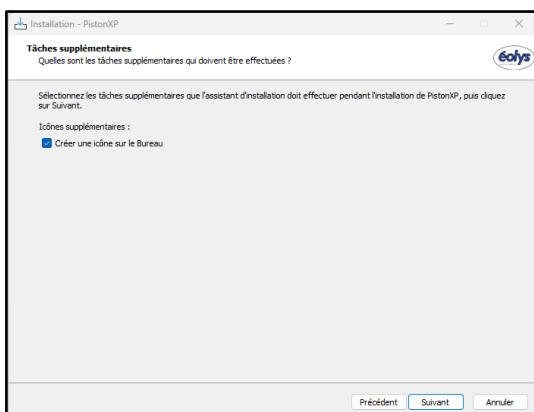 Installation - PistonXP
Tâches supplémentaires
Quelles sont les tâches supplémentaires qui doivent être effectuées ?
éolys
Sélectionnez les tâches supplémentaires que l'assistant d'installation doit effectuer pendant l'installation de PistonXP, puis cliquez
sur Suivant.
Icônes supplémentaires :
Créer une icône sur le Bureau
Précédent Suivant Annuler